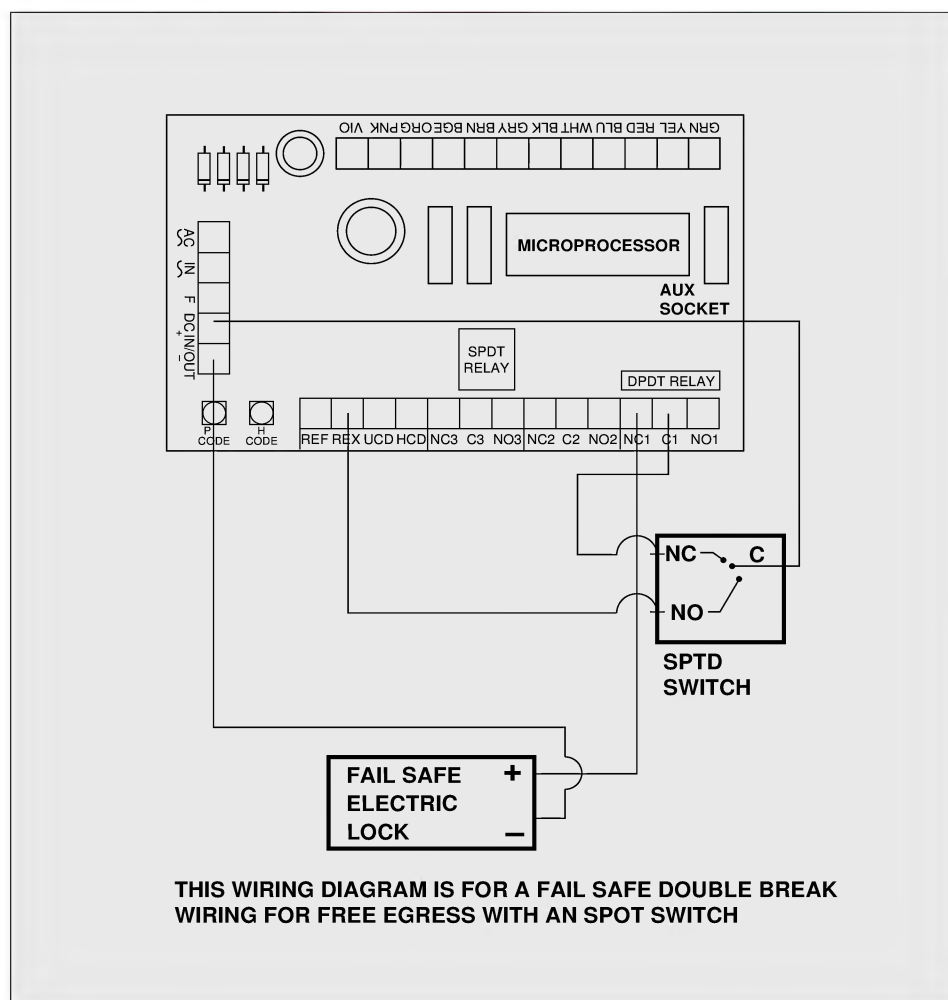 VIO PNK ORG BGE BRN GRY BLK WHT BLU RED YEL GRN
AC
IN
F
DC IN/OUT
+
–
MICROPROCESSOR
AUX
SOCKET
SPDT
RELAY
DPDT RELAY
P
CODE
H
CODE
REF REX UCD HCD NC3 C3 NO3 NC2 C2 NO2 NC1 C1 NO1
NC C
NO
SPTD
SWITCH
FAIL SAFE +
ELECTRIC
LOCK –
THIS WIRING DIAGRAM IS FOR A FAIL SAFE DOUBLE BREAK
WIRING FOR FREE EGRESS WITH AN SPOT SWITCH